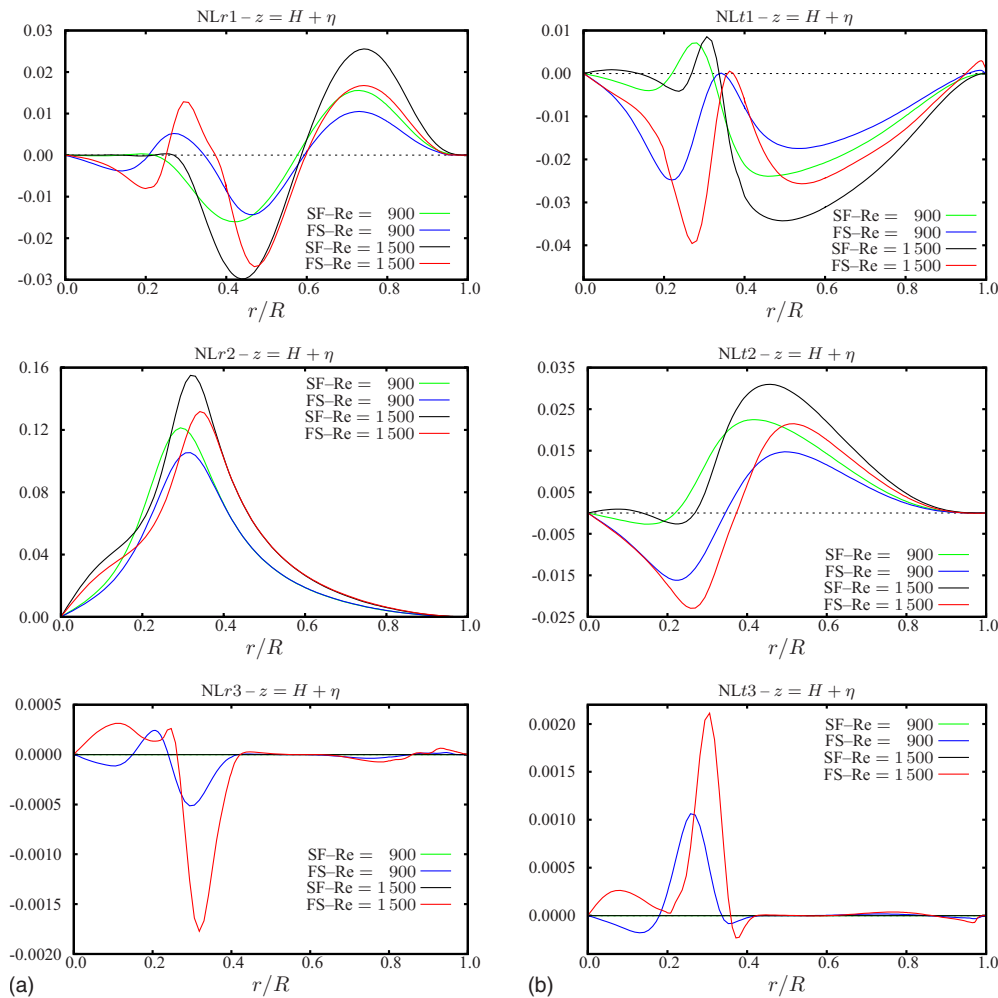 NLr1 – z = H + η
0.03
0.02
0.01
0.00
-0.01
-0.02
-0.03
SF–Re = 900
FS–Re = 900
SF–Re = 1 500
FS–Re = 1 500
0.0 0.2 0.4 0.6 0.8 1.0
r/R
NLr2 – z = H + η
0.16
0.12
0.08
0.04
0.00
SF–Re = 900
FS–Re = 900
SF–Re = 1 500
FS–Re = 1 500
0.0 0.2 0.4 0.6 0.8 1.0
r/R
NLr3 – z = H + η
0.0005
0.0000
-0.0005
-0.0010
-0.0015
-0.0020
SF–Re = 900
FS–Re = 900
SF–Re = 1 500
FS–Re = 1 500
0.0 0.2 0.4 0.6 0.8 1.0
r/R
(a)
NLt1 – z = H + η
0.01
0.00
-0.02
-0.04
SF–Re = 900
FS–Re = 900
SF–Re = 1 500
FS–Re = 1 500
0.0 0.2 0.4 0.6 0.8 1.0
r/R
NLt2 – z = H + η
0.035
0.025
0.015
0.005
-0.005
-0.015
-0.025
SF–Re = 900
FS–Re = 900
SF–Re = 1 500
FS–Re = 1 500
0.0 0.2 0.4 0.6 0.8 1.0
r/R
NLt3 – z = H + η
0.0020
0.0015
0.0010
0.0005
0.0000
SF–Re = 900
FS–Re = 900
SF–Re = 1 500
FS–Re = 1 500
0.0 0.2 0.4 0.6 0.8 1.0
r/R
(b)